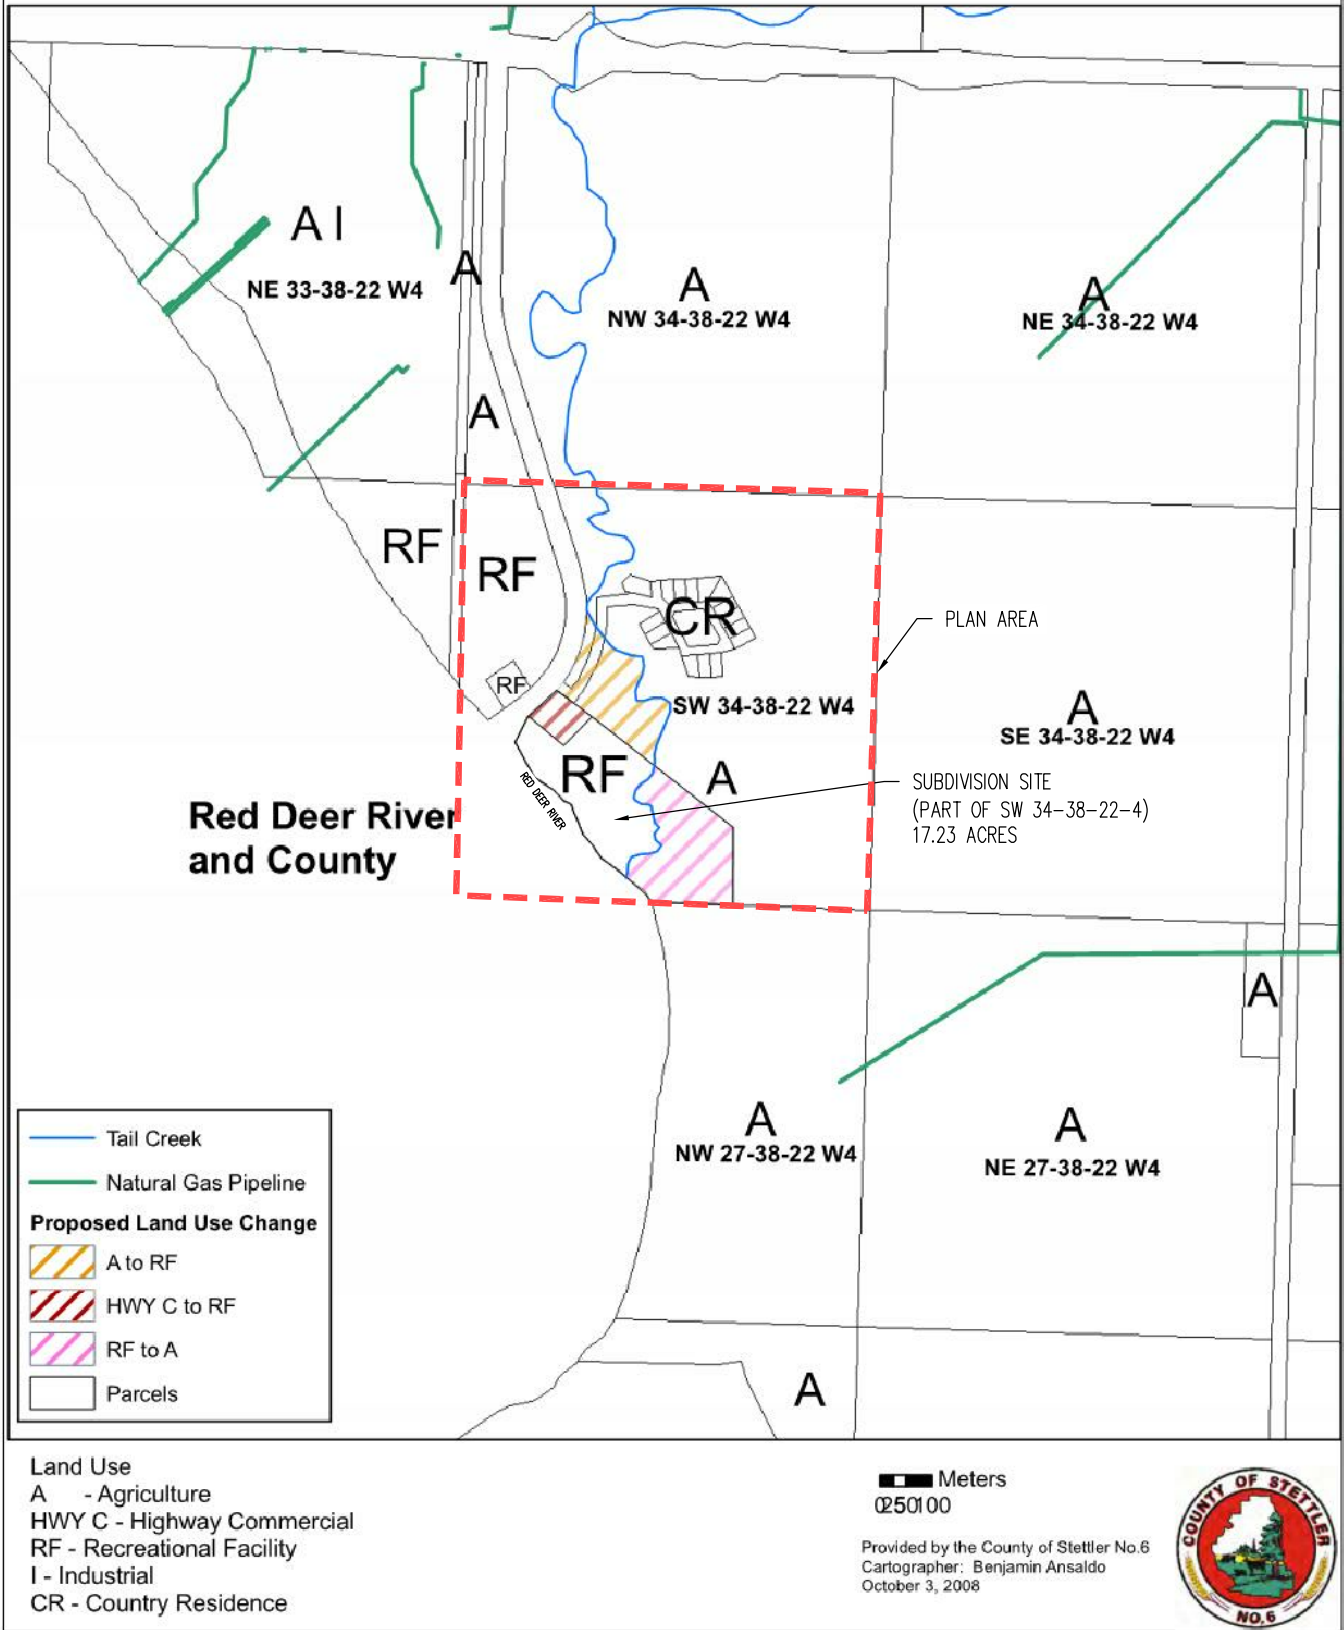 A I
NE 33-38-22 W4
A
A
NW 34-38-22 W4
A
NE 34-38-22 W4
A
RF
RF
CR
PLAN AREA
RF
SW 34-38-22 W4
A
SE 34-38-22 W4
RF
A
RED DEER RIVER
SUBDIVISION SITE
(PART OF SW 34-38-22-4)
17.23 ACRES
Red Deer River
and County
A
A
NW 27-38-22 W4
A
NE 27-38-22 W4
A
Tail Creek
Natural Gas Pipeline
Proposed Land Use Change
A to RF
HWY C to RF
RF to A
Parcels
Land Use
A - Agriculture
HWY C - Highway Commercial
RF - Recreational Facility
I - Industrial
CR - Country Residence
Meters
0250100
Provided by the County of Stettler No.6
Cartographer: Benjamin Ansaldo
October 3, 2008
COUNTY OF STETTLER
NO.6